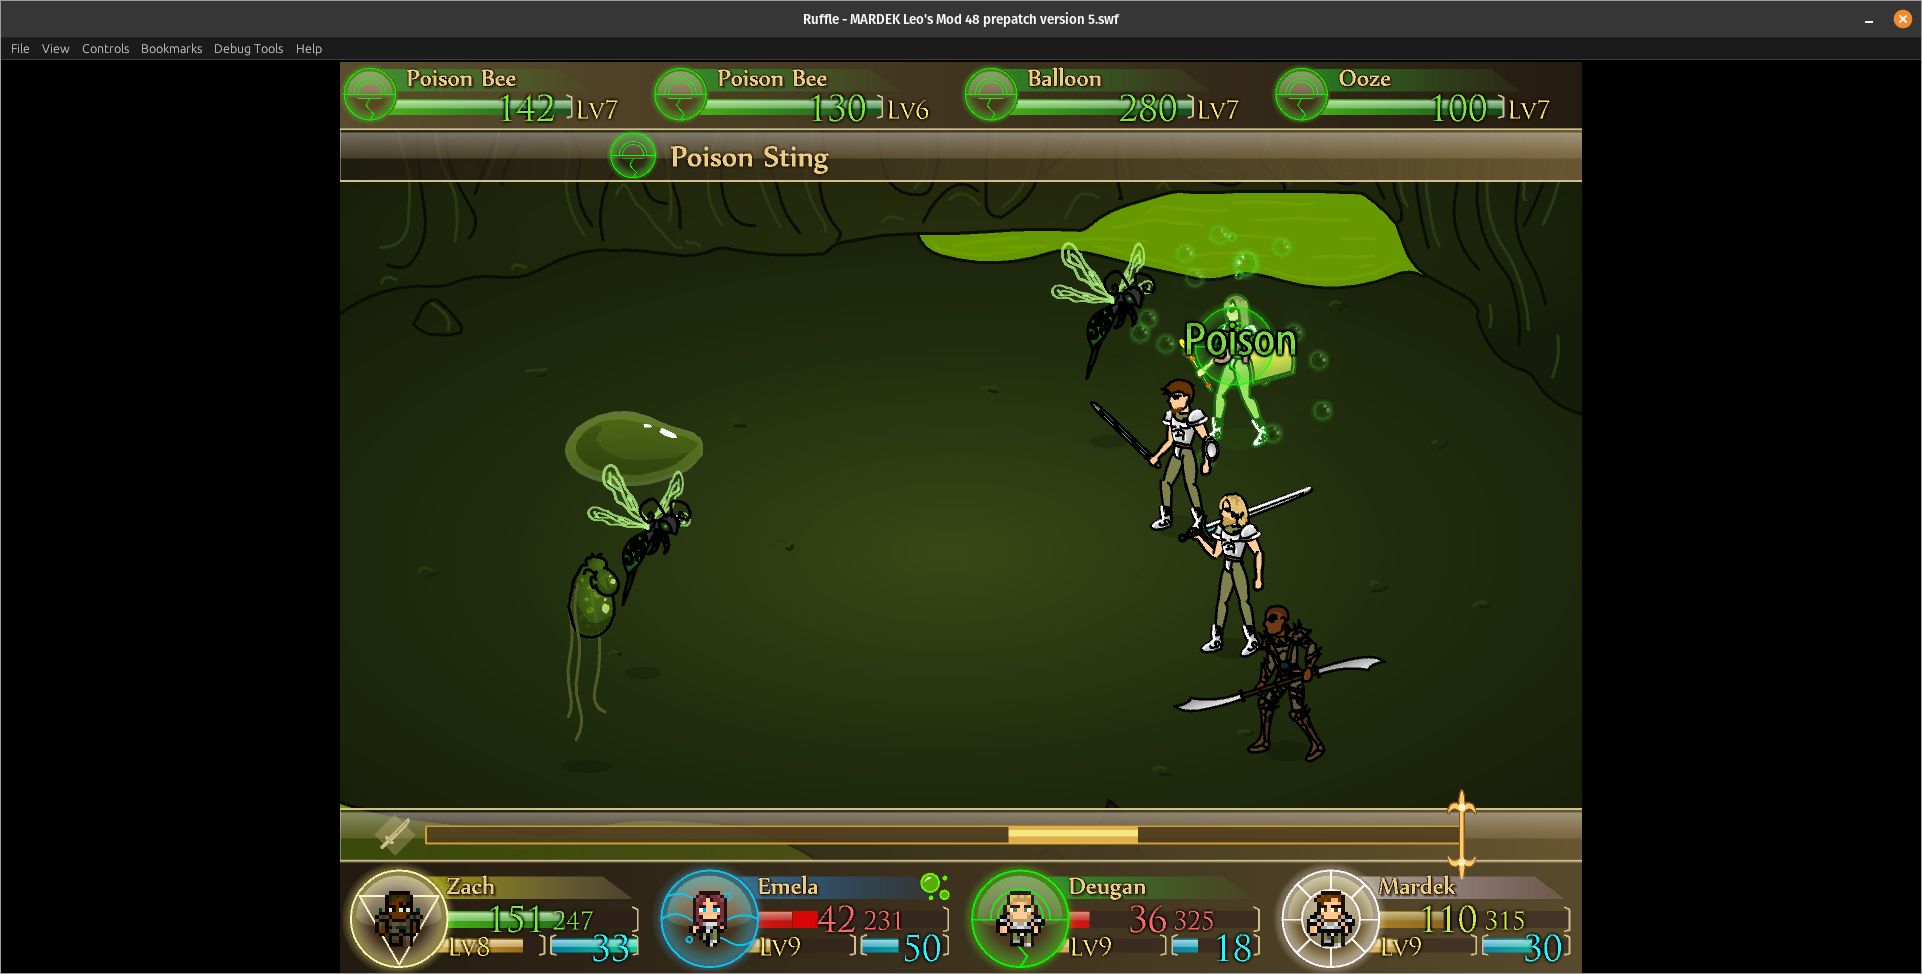 Ruffle - MARDEK Leo's Mod 48 prepatch version 5.swf
File View Controls Bookmarks Debug Tools Help
Poison Bee Poison Bee Balloon Ooze
142 Lv7 130 Lv6 280 Lv7 100 Lv7
Poison Sting
Poison
Zach Emela Deugan Mardek
151 247 42 231 36 325 110 315
Lv8 33 Lv9 50 Lv9 18 Lv9 30